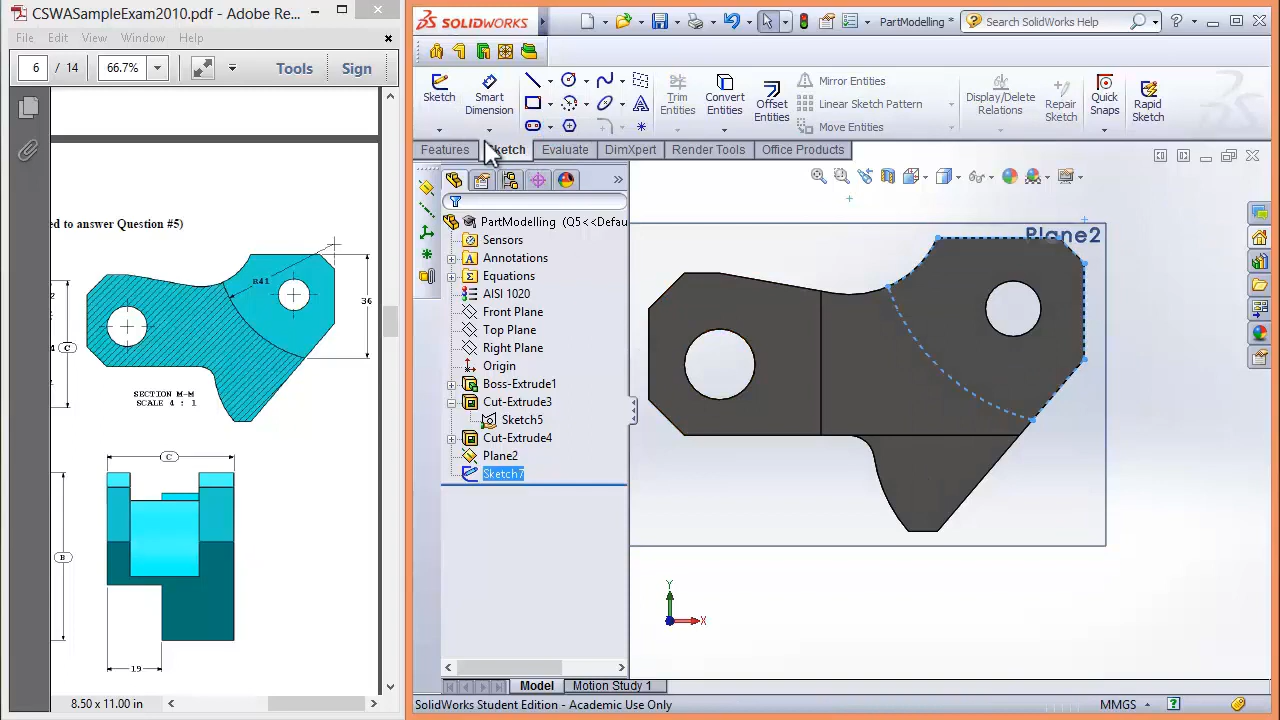 CSWASampleExam2010.pdf - Adobe Re...
File Edit View Window Help
6 / 14 66.7% Tools Sign
ed to answer Question #5)
R41
36
C
SECTION M-M
SCALE 4 : 1
C
B
19
8.50 x 11.00 in
SOLIDWORKS
PartModelling *
Search SolidWorks Help
Sketch
Smart Dimension
Trim Entities
Convert Entities
Offset Entities
Mirror Entities
Linear Sketch Pattern
Move Entities
Display/Delete Relations
Repair Sketch
Quick Snaps
Rapid Sketch
Features Sketch Evaluate DimXpert Render Tools Office Products
PartModelling (Q5<<Defau
Sensors
Annotations
Equations
AISI 1020
Front Plane
Top Plane
Right Plane
Origin
Boss-Extrude1
Cut-Extrude3
Sketch5
Cut-Extrude4
Plane2
Sketch7
Plane2
Y
X
Model Motion Study 1
SolidWorks Student Edition - Academic Use Only
MMGS